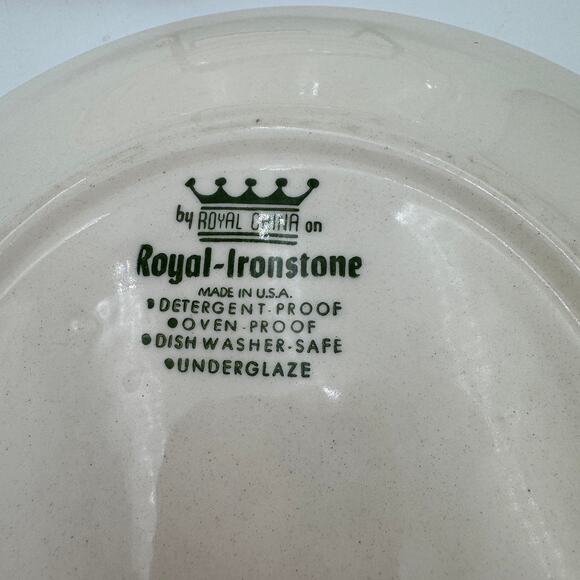 by ROYAL CHINA on
Royal-Ironstone
MADE IN U.S.A.
•DETERGENT-PROOF
•OVEN-PROOF
•DISH WASHER-SAFE
•UNDERGLAZE